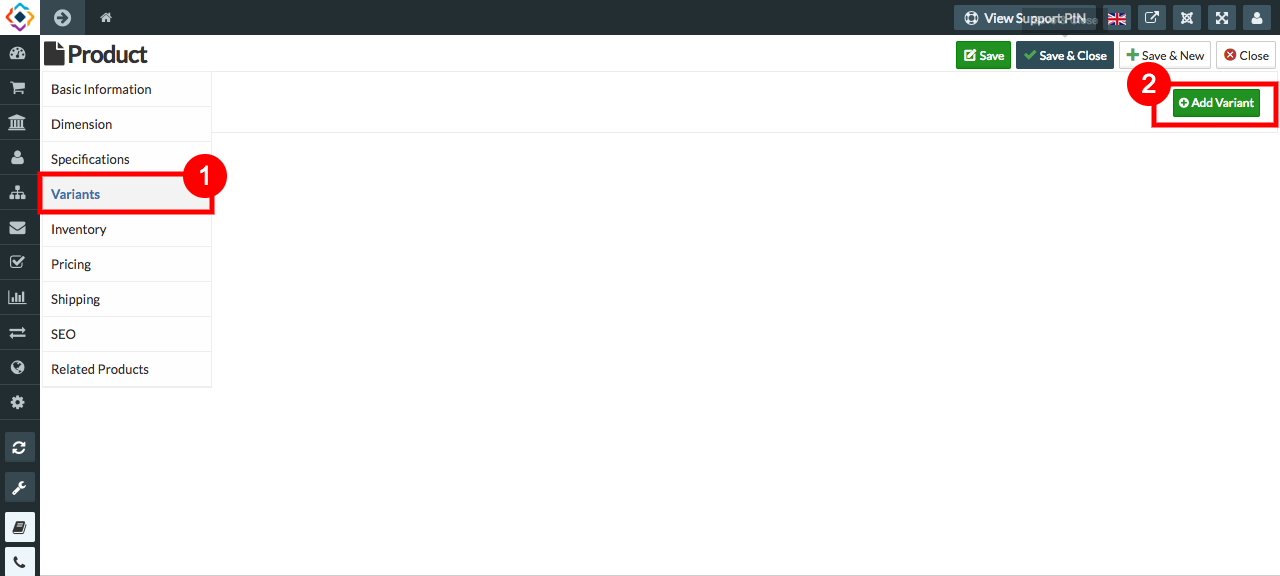 View Support PIN
Product
Save
Save & Close
Save & New
Close
Basic Information
2
Add Variant
Dimension
Specifications
1
Variants
Inventory
Pricing
Shipping
SEO
Related Products